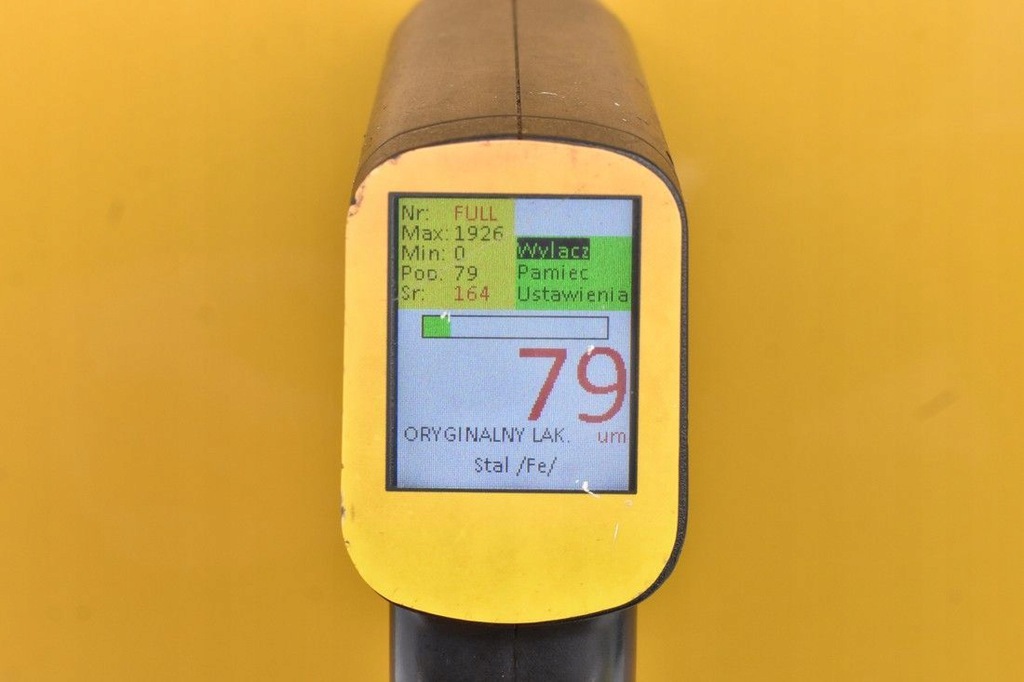 Nr: FULL
Max: 1926
Min: 0
Pop. 79
Sr: 164
Wylacz
Pamiec
Ustawienia
79
ORYGINALNY LAK. um
Stal /Fe/